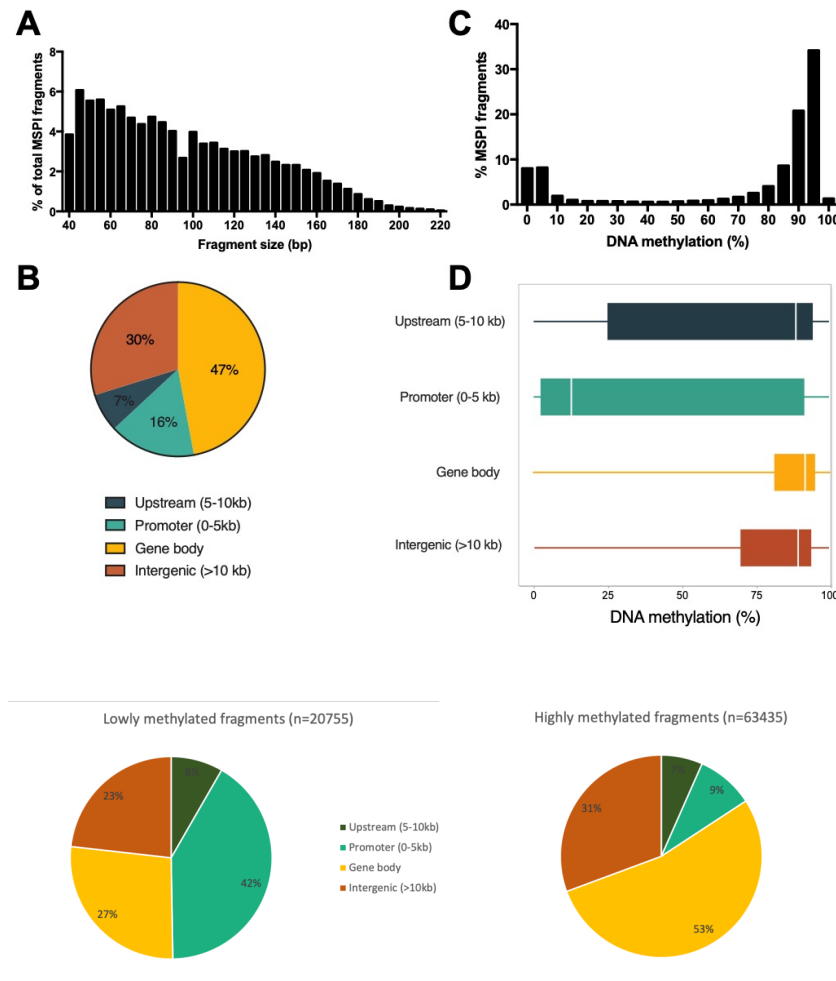 A
8
6
4
2
0
% of total MSPI fragments
40 60 80 100 120 140 160 180 200 220
Fragment size (bp)
C
40
30
20
10
0
% MSPI fragments
0 10 20 30 40 50 60 70 80 90 100
DNA methylation (%)
B
30%
47%
7%
16%
Upstream (5-10kb)
Promoter (0-5kb)
Gene body
Intergenic (>10 kb)
D
Upstream (5-10 kb)
Promoter (0-5 kb)
Gene body
Intergenic (>10 kb)
0 25 50 75 100
DNA methylation (%)
Lowly methylated fragments (n=20755)
8%
23%
42%
27%
Upstream (5-10kb)
Promoter (0-5kb)
Gene body
Intergenic (>10kb)
Highly methylated fragments (n=63435)
7%
9%
31%
53%